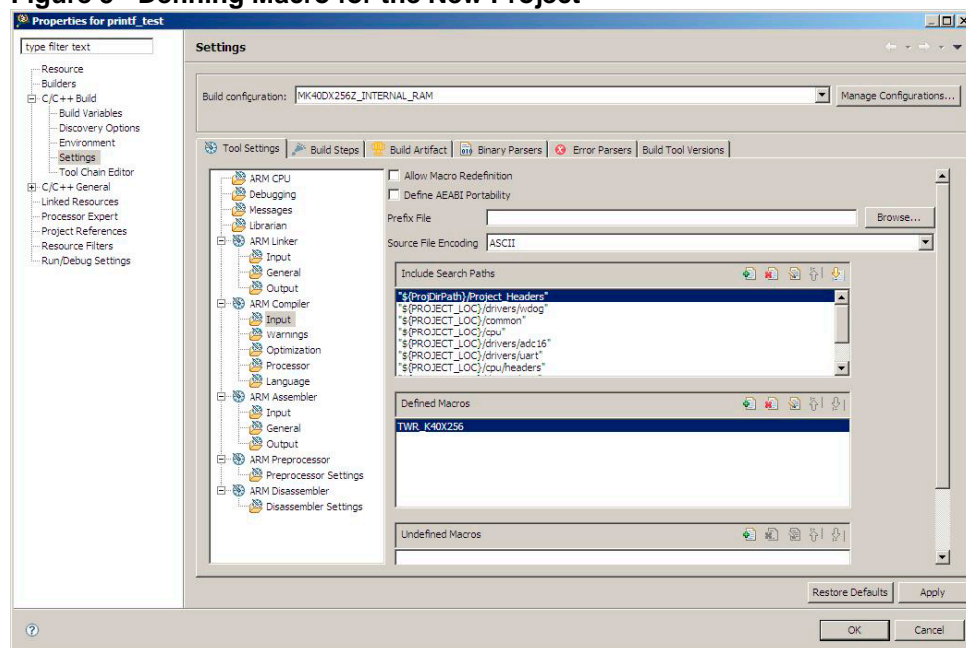 Figure 3 - Defining Macro for the New Project
Properties for printf_test
type filter text
Resource
Builders
C/C++ Build
Build Variables
Discovery Options
Environment
Settings
Tool Chain Editor
C/C++ General
Linked Resources
Processor Expert
Project References
Resource Filters
Run/Debug Settings
Settings
Build configuration: MK40DX256Z_INTERNAL_RAM
Manage Configurations...
Tool Settings Build Steps Build Artifact Binary Parsers Error Parsers Build Tool Versions
ARM CPU
Debugging
Messages
Librarian
ARM Linker
Input
General
Output
ARM Compiler
Input
Warnings
Optimization
Processor
Language
ARM Assembler
Input
General
Output
ARM Preprocessor
Preprocessor Settings
ARM Disassembler
Disassembler Settings
Allow Macro Redefinition
Define AEABI Portability
Prefix File
Browse...
Source File Encoding ASCII
Include Search Paths
"${ProjDirPath}/Project_Headers"
"${PROJECT_LOC}/drivers/wdog"
"${PROJECT_LOC}/common"
"${PROJECT_LOC}/cpu"
"${PROJECT_LOC}/drivers/adc16"
"${PROJECT_LOC}/drivers/uart"
"${PROJECT_LOC}/cpu/headers"
Defined Macros
TWR_K40X256
Undefined Macros
Restore Defaults Apply
OK Cancel